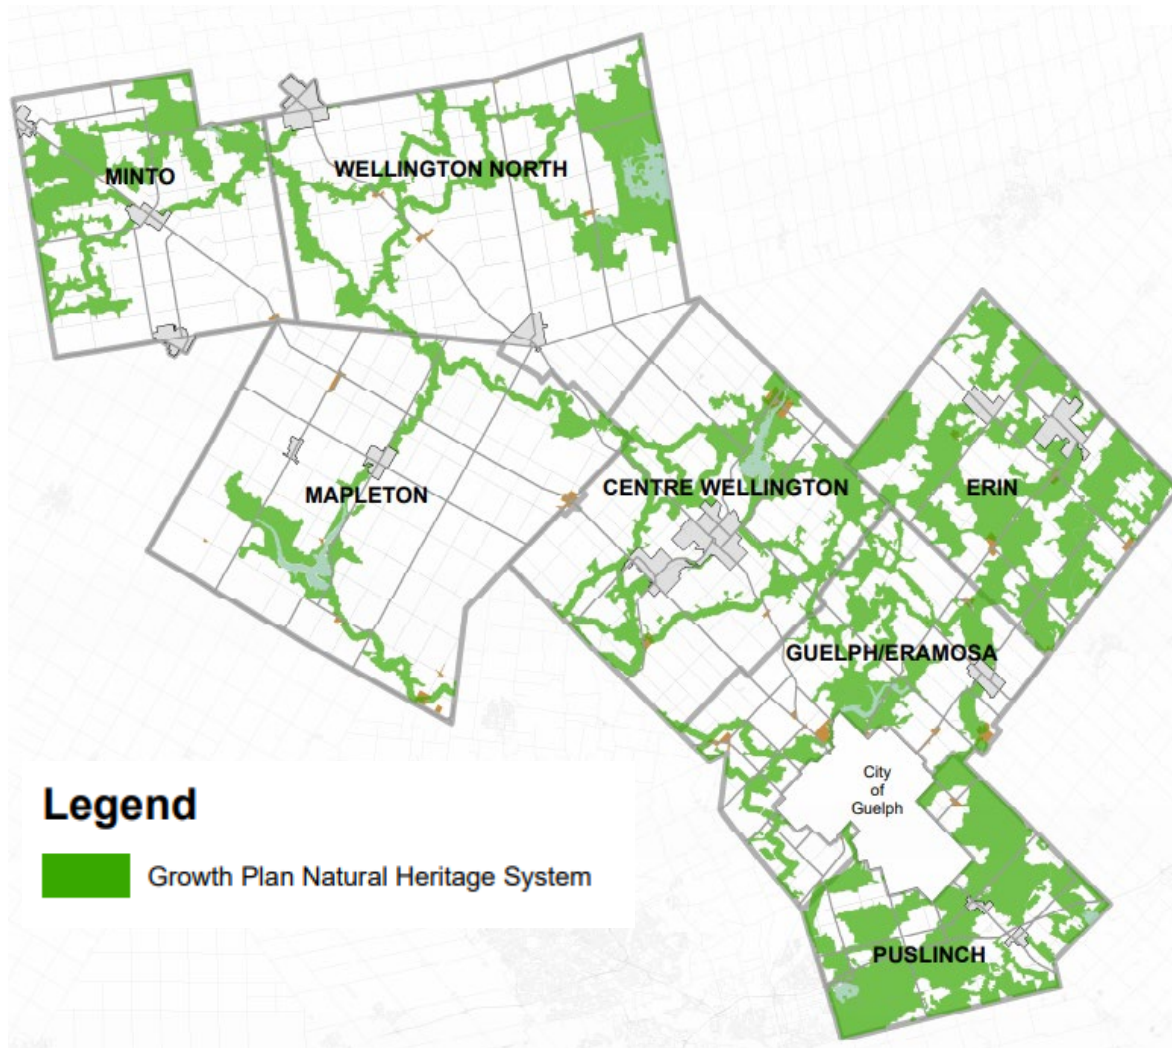 MINTO
WELLINGTON NORTH
MAPLETON
CENTRE WELLINGTON
ERIN
GUELPH/ERAMOSA
City
of
Guelph
PUSLINCH
Legend
Growth Plan Natural Heritage System